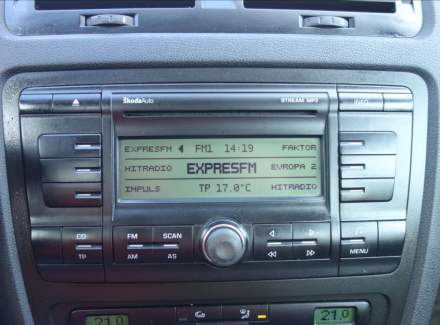 ŠkodaAuto
STREAM MP3
INFO
EXPRESFM FM1 14:19 FAKTOR
HITRADIO EXPRESFM EVROPA 2
IMPULS TP 17.0°C HITRADIO
CD FM SCAN
TP AM AS MENU
21.0 21.0